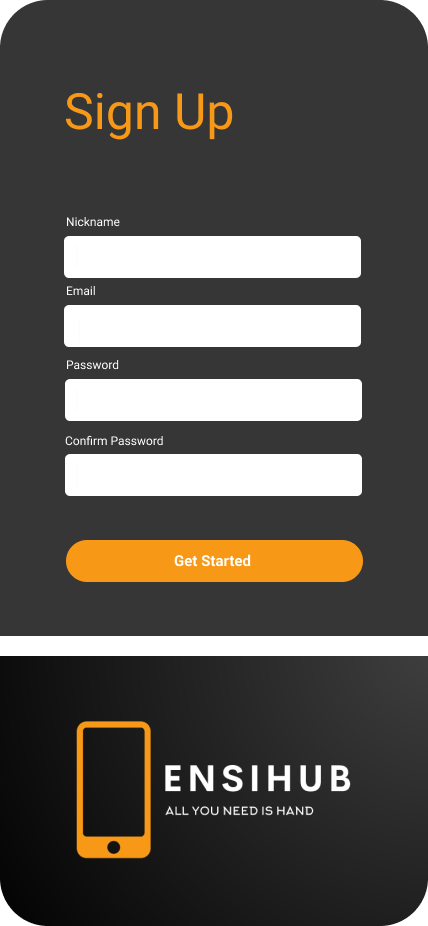 Sign Up
Nickname
Email
Password
Confirm Password
Get Started
ENSIHUB
ALL YOU NEED IS HAND